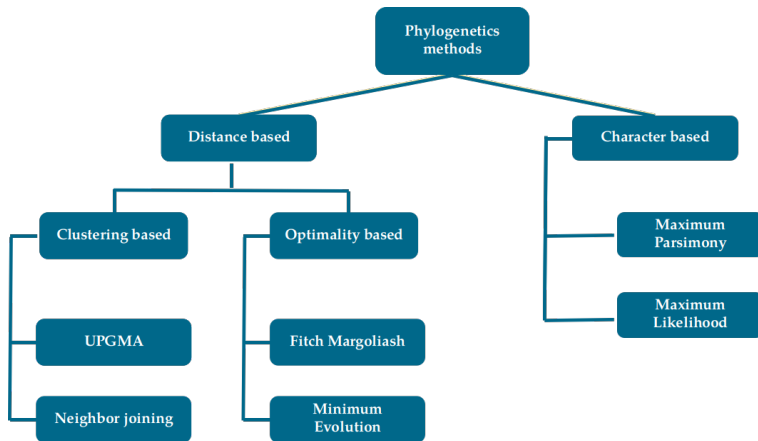 Phylogenetics
methods
Distance based
Character based
Clustering based
Optimality based
Maximum
Parsimony
UPGMA
Fitch Margoliash
Maximum
Likelihood
Neighbor joining
Minimum
Evolution